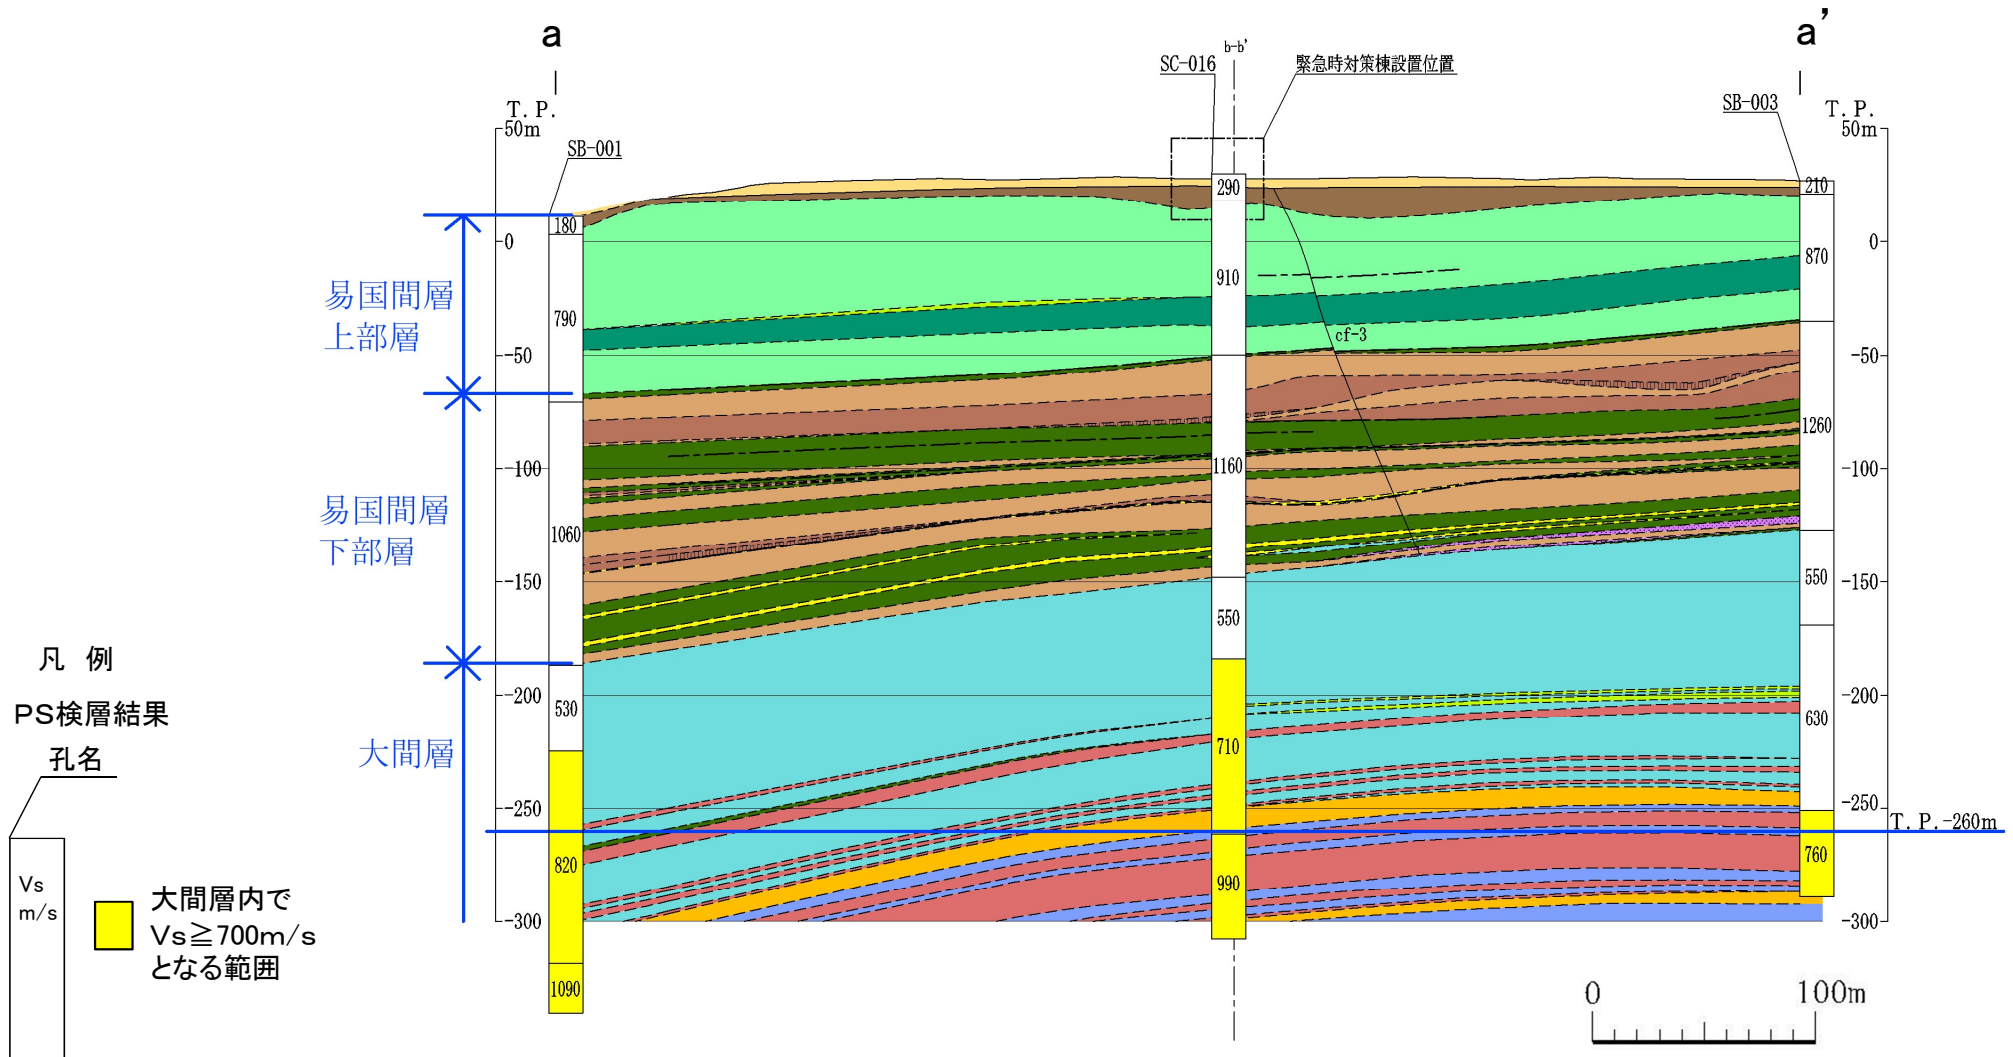 a
a’
b-b’
SC-016
緊急時対策棟設置位置
SB-003
T.P.
T.P.
50m
50m
SB-001
290
210
180
0
0
870
910
易国間層
上部層
790
cf-3
-50
-50
1260
1160
-100
-100
易国間層
下部層
1060
-150
-150
550
550
凡 例
-200
-200
530
630
PS検層結果
710
大間層
孔名
-250
-250
T.P.-260m
820
760
990
Vs
m/s
大間層内で
Vs≧700m/s
となる範囲
-300
-300
1090
0
100m